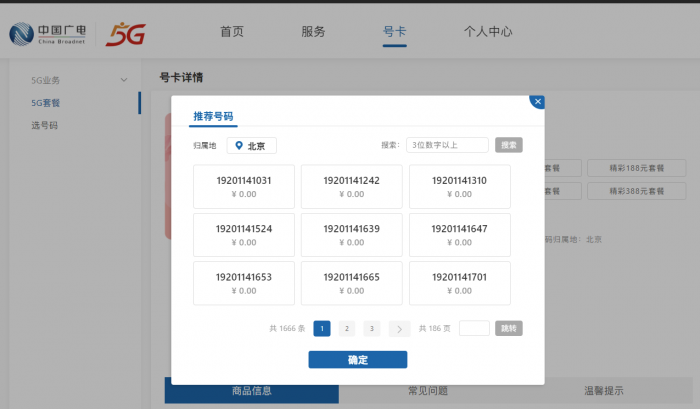 中国广电
China Broadnet
5G
首页
服务
号卡
个人中心
5G业务
5G套餐
选号码
号卡详情
推荐号码
归属地
北京
搜索：
3位数字以上
搜索
19201141031
19201141242
19201141310
¥ 0.00
¥ 0.00
¥ 0.00
19201141524
19201141639
19201141647
¥ 0.00
¥ 0.00
¥ 0.00
19201141653
19201141665
19201141701
¥ 0.00
¥ 0.00
¥ 0.00
套餐
精彩188元套餐
套餐
精彩388元套餐
码归属地：北京
共 1666 条
1
2
3
共 186 页
跳转
确定
商品信息
常见问题
温馨提示